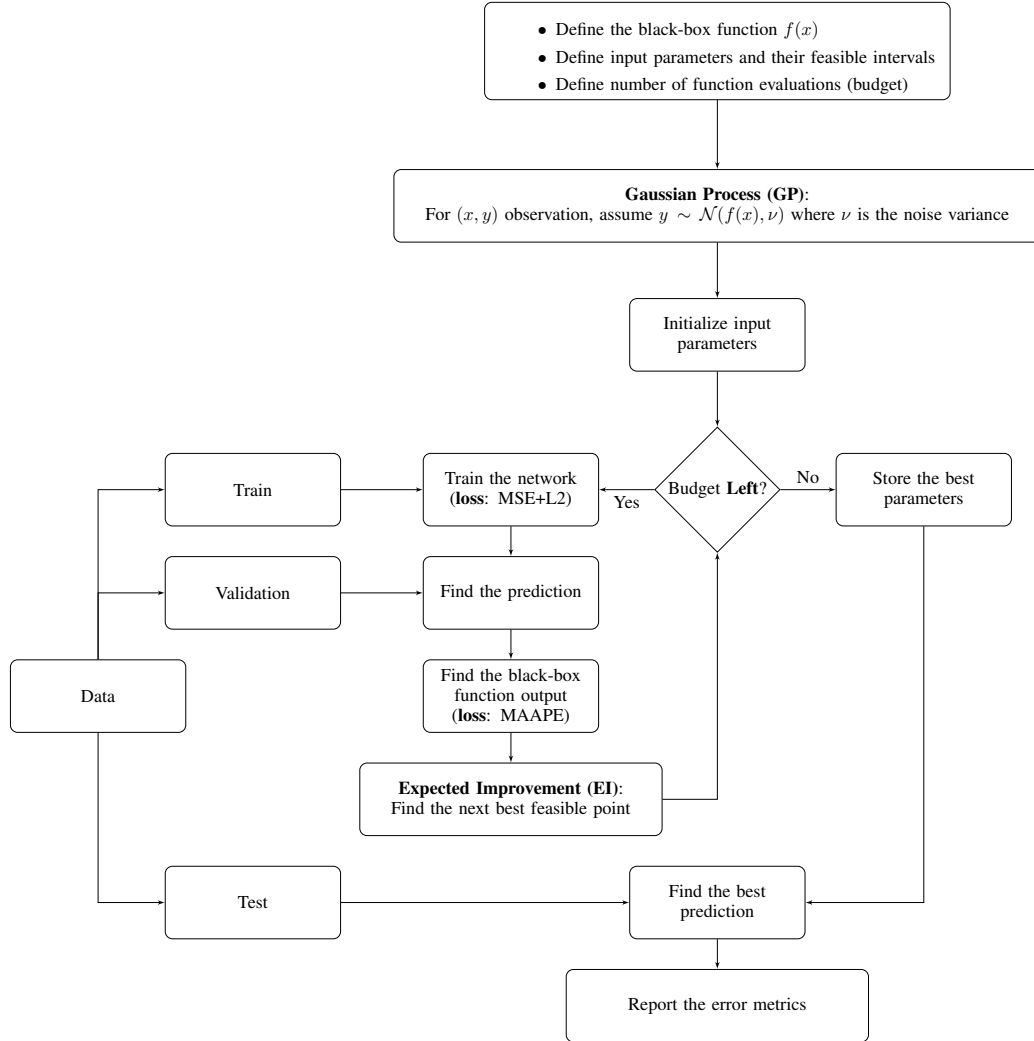 • Define the black-box function f(x)
• Define input parameters and their feasible intervals
• Define number of function evaluations (budget)
Gaussian Process (GP):
For (x, y) observation, assume y ∼ 𝒩(f(x), ν) where ν is the noise variance
Initialize input
parameters
Budget Left?
Yes
No
Store the best
parameters
Train
Train the network
(loss: MSE+L2)
Validation
Find the prediction
Data
Find the black-box
function output
(loss: MAAPE)
Expected Improvement (EI):
Find the next best feasible point
Test
Find the best
prediction
Report the error metrics